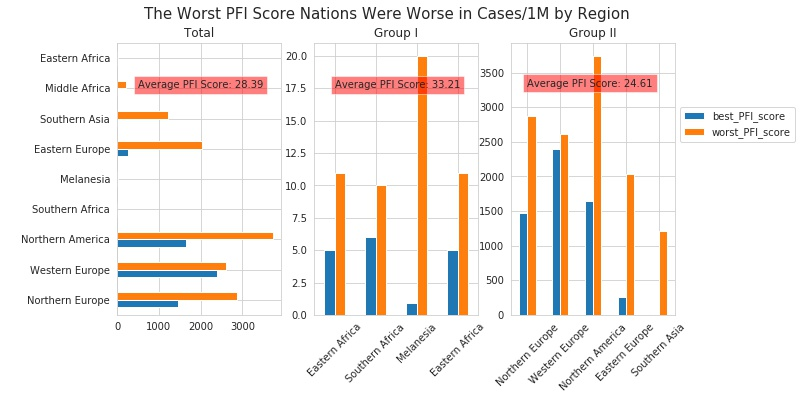 The Worst PFI Score Nations Were Worse in Cases/1M by Region
Total
Eastern Africa
Middle Africa
Southern Asia
Eastern Europe
Melanesia
Southern Africa
Northern America
Western Europe
Northern Europe
Average PFI Score: 28.39
0 1000 2000 3000
Group I
20.0
17.5
15.0
12.5
10.0
7.5
5.0
2.5
0.0
Average PFI Score: 33.21
Eastern Africa
Southern Africa
Melanesia
Eastern Africa
Group II
3500
3000
2500
2000
1500
1000
500
0
Average PFI Score: 24.61
Northern Europe
Western Europe
Northern America
Eastern Europe
Southern Asia
best_PFI_score
worst_PFI_score